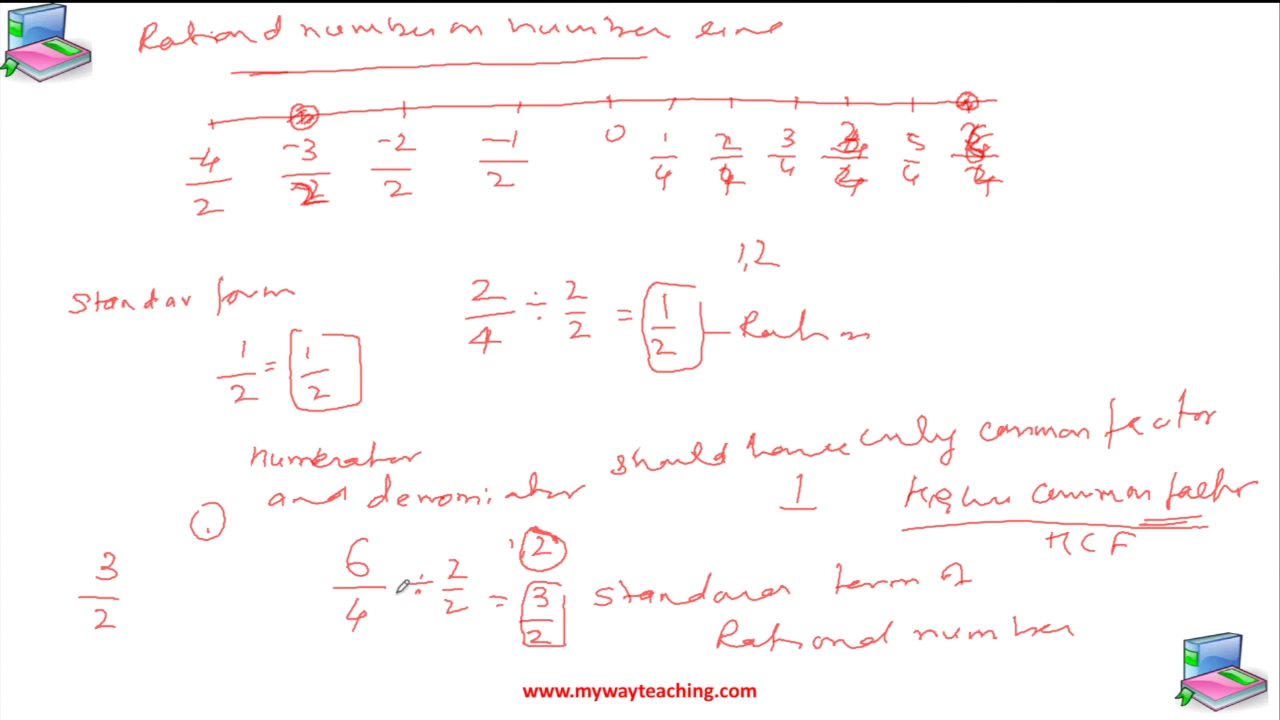 Rational number on number line
-4/2 -3/2 -2/2 -1/2 0 1/4 2/4 3/4 5/4
1,2
Standar form
2/4 ÷ 2/2 = 1/2
1/2 = 1/2
numerator
and denominator should have only common factor
1
Higher common factor
HCF
3/2
6/4 ÷ 2/2 = 3/2
2
standard term of
Rational number
www.mywayteaching.com